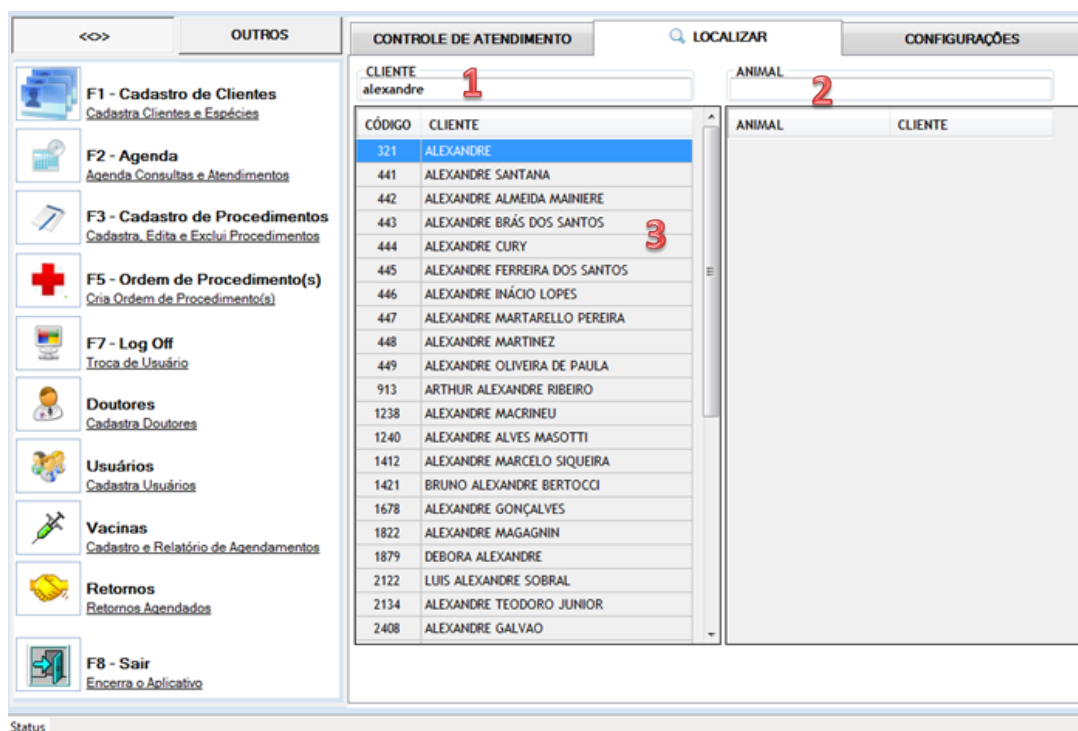 <<>> OUTROS
F1 - Cadastro de Clientes
Cadastra Clientes e Espécies
F2 - Agenda
Agenda Consultas e Atendimentos
F3 - Cadastro de Procedimentos
Cadastra, Edita e Exclui Procedimentos
F5 - Ordem de Procedimento(s)
Cria Ordem de Procedimento(s)
F7 - Log Off
Troca de Usuário
Doutores
Cadastra Doutores
Usuários
Cadastra Usuários
Vacinas
Cadastro e Relatório de Agendamentos
Retornos
Retornos Agendados
F8 - Sair
Encerra o Aplicativo
CONTROLE DE ATENDIMENTO LOCALIZAR CONFIGURAÇÕES
CLIENTE 1
alexandre
CÓDIGO CLIENTE
321 ALEXANDRE
441 ALEXANDRE SANTANA
442 ALEXANDRE ALMEIDA MAINIERE
443 ALEXANDRE BRÁS DOS SANTOS
3
444 ALEXANDRE CURY
445 ALEXANDRE FERREIRA DOS SANTOS
446 ALEXANDRE INÁCIO LOPES
447 ALEXANDRE MARTARELLO PEREIRA
448 ALEXANDRE MARTINEZ
449 ALEXANDRE OLIVEIRA DE PAULA
913 ARTHUR ALEXANDRE RIBEIRO
1238 ALEXANDRE MACRINEU
1240 ALEXANDRE ALVES MASOTTI
1412 ALEXANDRE MARCELO SIQUEIRA
1421 BRUNO ALEXANDRE BERTOCCI
1678 ALEXANDRE GONÇALVES
1822 ALEXANDRE MAGAGNIN
1879 DEBORA ALEXANDRE
2122 LUIS ALEXANDRE SOBRAL
2134 ALEXANDRE TEODORO JUNIOR
2408 ALEXANDRE GALVAO
ANIMAL
2
ANIMAL CLIENTE
Status